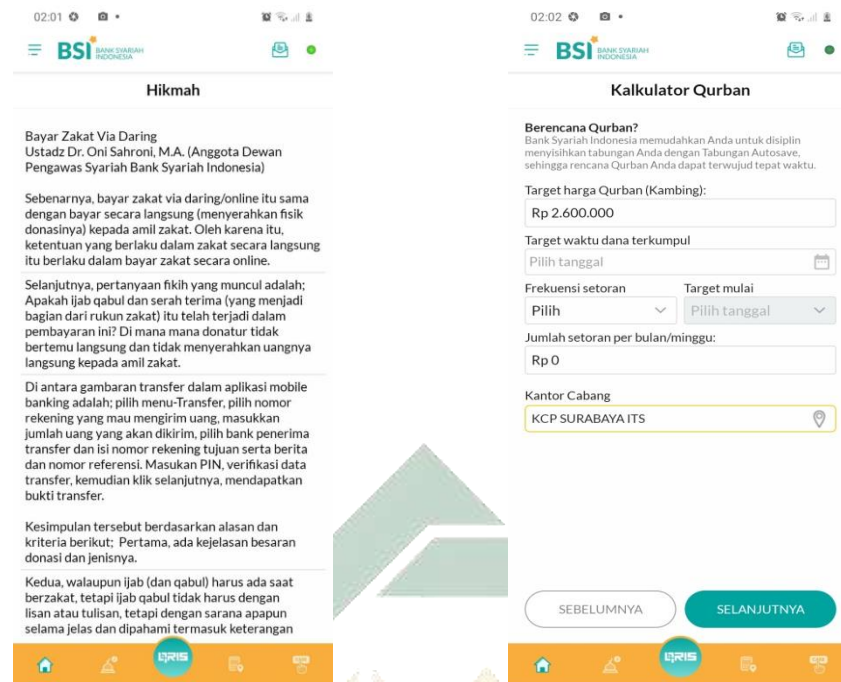 02:01
BSI BANK SYARIAH
INDONESIA
Hikmah
Bayar Zakat Via Daring
Ustadz Dr. Oni Sahroni, M.A. (Anggota Dewan
Pengawas Syariah Bank Syariah Indonesia)
Sebenarnya, bayar zakat via daring/online itu sama
dengan bayar secara langsung (menyerahkan fisik
donasinya) kepada amil zakat. Oleh karena itu,
ketentuan yang berlaku dalam zakat secara langsung
itu berlaku dalam bayar zakat secara online.
Selanjutnya, pertanyaan fikih yang muncul adalah;
Apakah ijab qabul dan serah terima (yang menjadi
bagian dari rukun zakat) itu telah terjadi dalam
pembayaran ini? Di mana mana donatur tidak
bertemu langsung dan tidak menyerahkan uangnya
langsung kepada amil zakat.
Di antara gambaran transfer dalam aplikasi mobile
banking adalah; pilih menu-Transfer, pilih nomor
rekening yang mau mengirim uang, masukkan
jumlah uang yang akan dikirim, pilih bank penerima
transfer dan isi nomor rekening tujuan serta berita
dan nomor referensi. Masukan PIN, verifikasi data
transfer, kemudian klik selanjutnya, mendapatkan
bukti transfer.
Kesimpulan tersebut berdasarkan alasan dan
kriteria berikut; Pertama, ada kejelasan besaran
donasi dan jenisnya.
Kedua, walaupun ijab (dan qabul) harus ada saat
berzakat, tetapi ijab qabul tidak harus dengan
lisan atau tulisan, tetapi dengan sarana apapun
selama jelas dan dipahami termasuk keterangan
QRIS
02:02
BSI BANK SYARIAH
INDONESIA
Kalkulator Qurban
Berencana Qurban?
Bank Syariah Indonesia memudahkan Anda untuk disiplin
menyisihkan tabungan Anda dengan Tabungan Autosave,
sehingga rencana Qurban Anda dapat terwujud tepat waktu.
Target harga Qurban (Kambing):
Rp 2.600.000
Target waktu dana terkumpul
Pilih tanggal
Frekuensi setoran Target mulai
Pilih Pilih tanggal
Jumlah setoran per bulan/minggu:
Rp 0
Kantor Cabang
KCP SURABAYA ITS
SEBELUMNYA SELANJUTNYA
QRIS